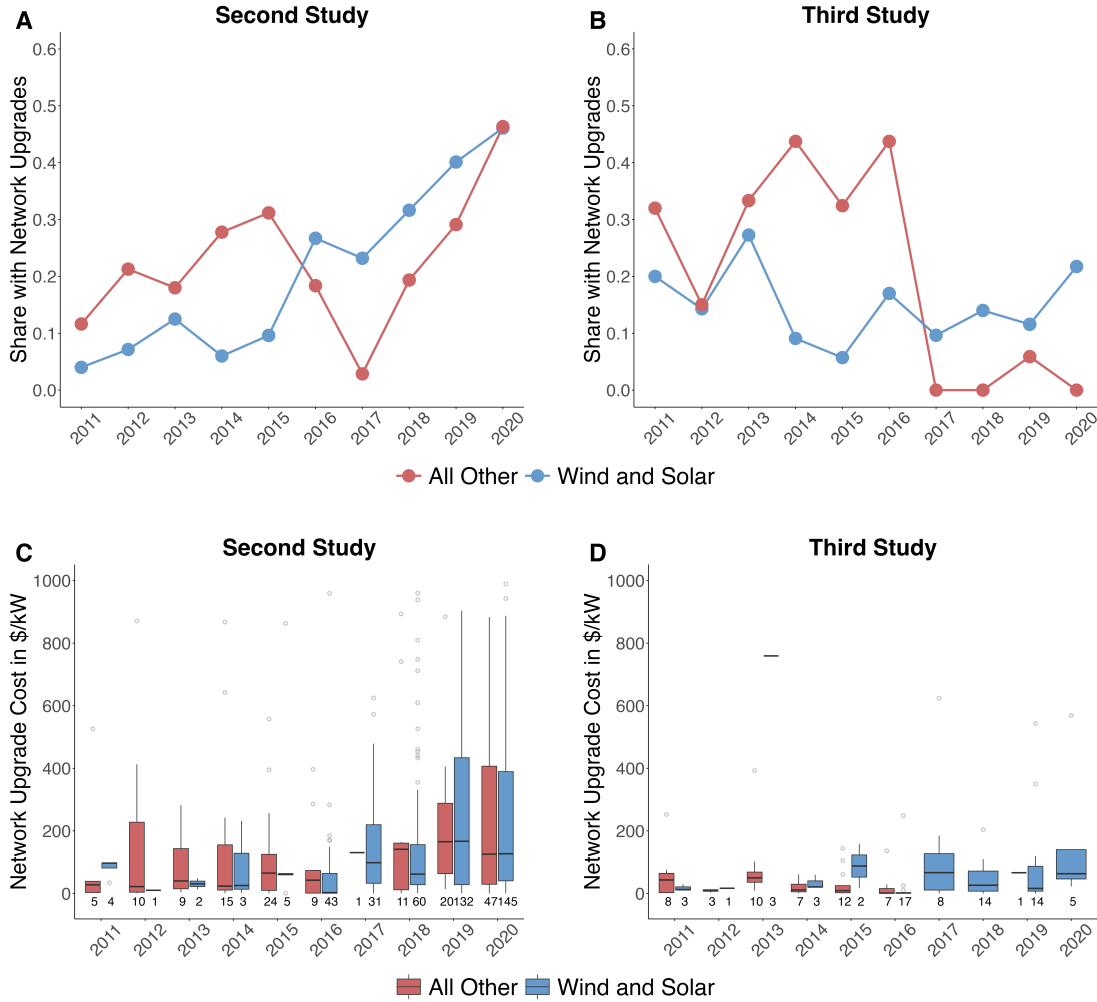 A
Second Study
Share with Network Upgrades
0.6
0.5
0.4
0.3
0.2
0.1
0.0
2011 2012 2013 2014 2015 2016 2017 2018 2019 2020
B
Third Study
Share with Network Upgrades
0.6
0.5
0.4
0.3
0.2
0.1
0.0
2011 2012 2013 2014 2015 2016 2017 2018 2019 2020
All Other Wind and Solar
C
Second Study
Network Upgrade Cost in $/kW
1000
800
600
400
200
0
5 4 10 1 9 2 15 3 24 5 9 43 1 31 11 60 20 132 47 145
2011 2012 2013 2014 2015 2016 2017 2018 2019 2020
D
Third Study
Network Upgrade Cost in $/kW
1000
800
600
400
200
0
8 3 3 1 10 3 7 3 12 2 7 17 8 14 1 14 5
2011 2012 2013 2014 2015 2016 2017 2018 2019 2020
All Other Wind and Solar